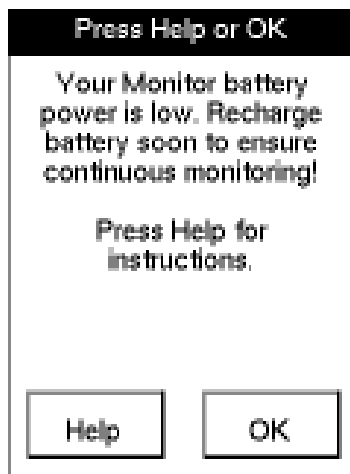 Press Help or OK
Your Monitor battery
power is low. Recharge
battery soon to ensure
continuous monitoring!
Press Help for
instructions.
Help
OK